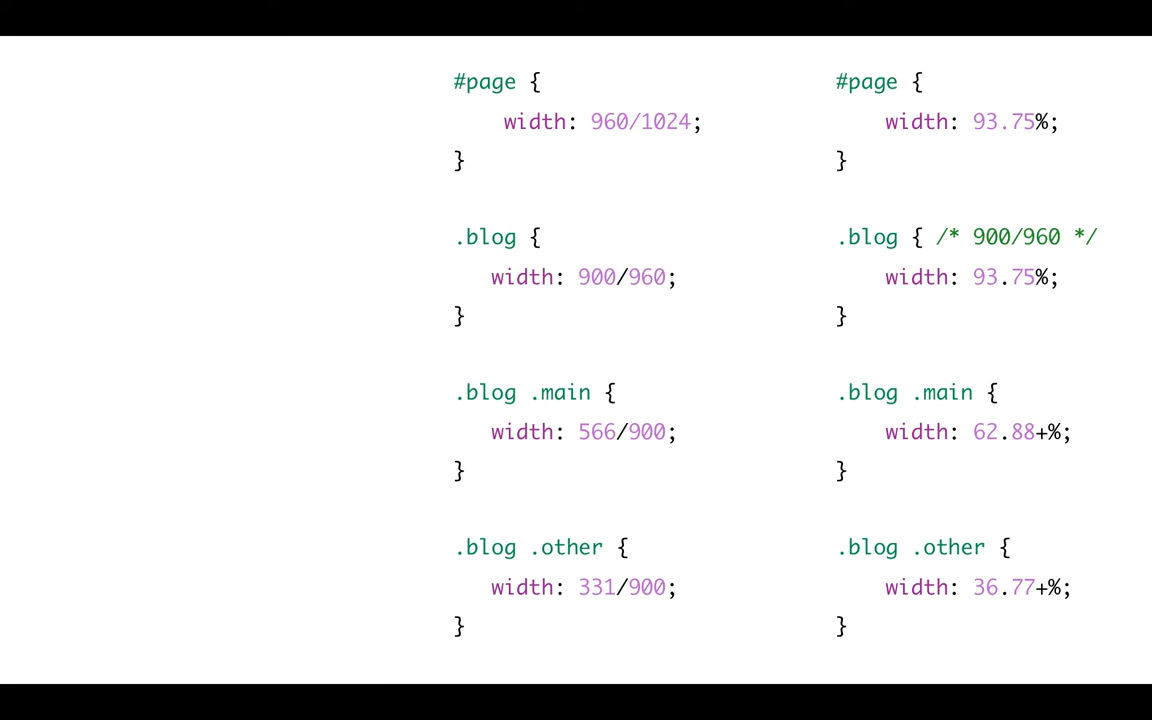 #page {
width: 960/1024;
}
.blog {
width: 900/960;
}
.blog .main {
width: 566/900;
}
.blog .other {
width: 331/900;
}
#page {
width: 93.75%;
}
.blog { /* 900/960 */
width: 93.75%;
}
.blog .main {
width: 62.88+%;
}
.blog .other {
width: 36.77+%;
}